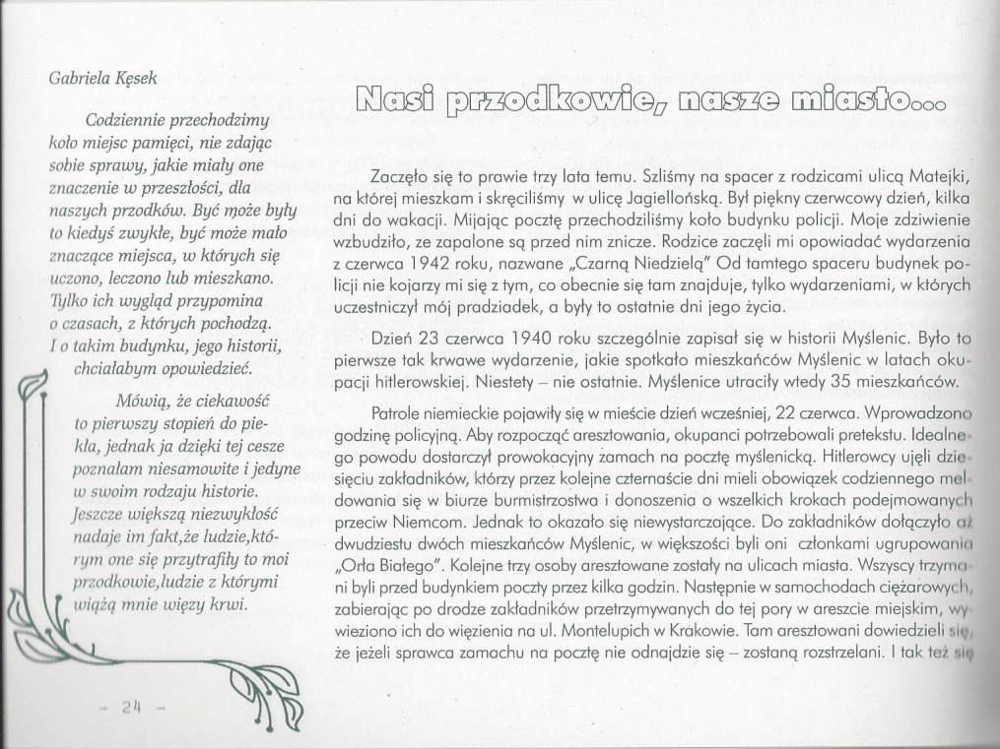 Gabriela Kęsek
Codziennie przechodzimy
koło miejsc pamięci, nie zdając
sobie sprawy, jakie miały one
znaczenie w przeszłości, dla
naszych przodków. Być może były
to kiedyś zwykłe, być może mało
znaczące miejsca, w których się
uczono, leczono lub mieszkano.
Tylko ich wygląd przypomina
o czasach, z których pochodzą.
I o takim budynku, jego historii,
chciałabym opowiedzieć.
Mówią, że ciekawość
to pierwszy stopień do pie-
kła, jednak ja dzięki tej cesze
poznałam niesamowite i jedyne
w swoim rodzaju historie.
Jeszcze większą niezwykłość
nadaje im fakt,że ludzie,któ-
rym one się przytrafiły to moi
przodkowie,ludzie z którymi
wiążą mnie więzy krwi.
Nasi przodkowie, nasze miasto...
Zaczęło się to prawie trzy lata temu. Szliśmy na spacer z rodzicami ulicą Matejki,
na której mieszkam i skręciliśmy w ulicę Jagiellońską. Był piękny czerwcowy dzień, kilka
dni do wakacji. Mijając pocztę przechodziliśmy koło budynku policji. Moje zdziwienie
wzbudziło, ze zapalone są przed nim znicze. Rodzice zaczęli mi opowiadać wydarzenia
z czerwca 1942 roku, nazwane „Czarną Niedzielą” Od tamtego spaceru budynek po-
licji nie kojarzy mi się z tym, co obecnie się tam znajduje, tylko wydarzeniami, w których
uczestniczył mój pradziadek, a były to ostatnie dni jego życia.
Dzień 23 czerwca 1940 roku szczególnie zapisał się w historii Myślenic. Było to
pierwsze tak krwawe wydarzenie, jakie spotkało mieszkańców Myślenic w latach oku-
pacji hitlerowskiej. Niestety – nie ostatnie. Myślenice utraciły wtedy 35 mieszkańców.
Patrole niemieckie pojawiły się w mieście dzień wcześniej, 22 czerwca. Wprowadzono
godzinę policyjną. Aby rozpocząć aresztowania, okupanci potrzebowali pretekstu. Idealne-
go powodu dostarczył prowokacyjny zamach na pocztę myślenicką. Hitlerowcy ujęli dzie-
sięciu zakładników, którzy przez kolejne czternaście dni mieli obowiązek codziennego mel-
dowania się w biurze burmistrzostwa i donoszenia o wszelkich krokach podejmowanych
przeciw Niemcom. Jednak to okazało się niewystarczające. Do zakładników dołączyło aż
dwudziestu dwóch mieszkańców Myślenic, w większości byli oni członkami ugrupowania
„Orła Białego”. Kolejne trzy osoby aresztowane zostały na ulicach miasta. Wszyscy trzyma-
ni byli przed budynkiem poczty przez kilka godzin. Następnie w samochodach ciężarowych,
zabierając po drodze zakładników przetrzymywanych do tej pory w areszcie miejskim, wy-
wieziono ich do więzienia na ul. Montelupich w Krakowie. Tam aresztowani dowiedzieli się,
że jeżeli sprawca zamachu na pocztę nie odnajdzie się – zostaną rozstrzelani. I tak też się
- 24 -